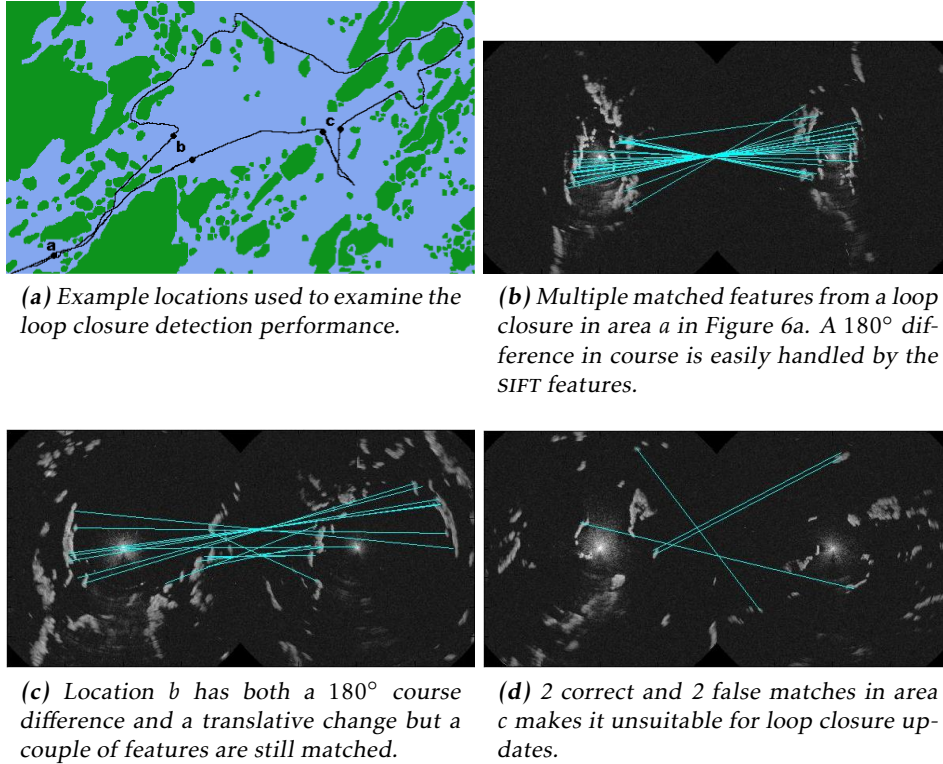 a
b
c
(a) Example locations used to examine the
loop closure detection performance.
(b) Multiple matched features from a loop
closure in area a in Figure 6a. A 180° dif-
ference in course is easily handled by the
SIFT features.
(c) Location b has both a 180° course
difference and a translative change but a
couple of features are still matched.
(d) 2 correct and 2 false matches in area
c makes it unsuitable for loop closure up-
dates.